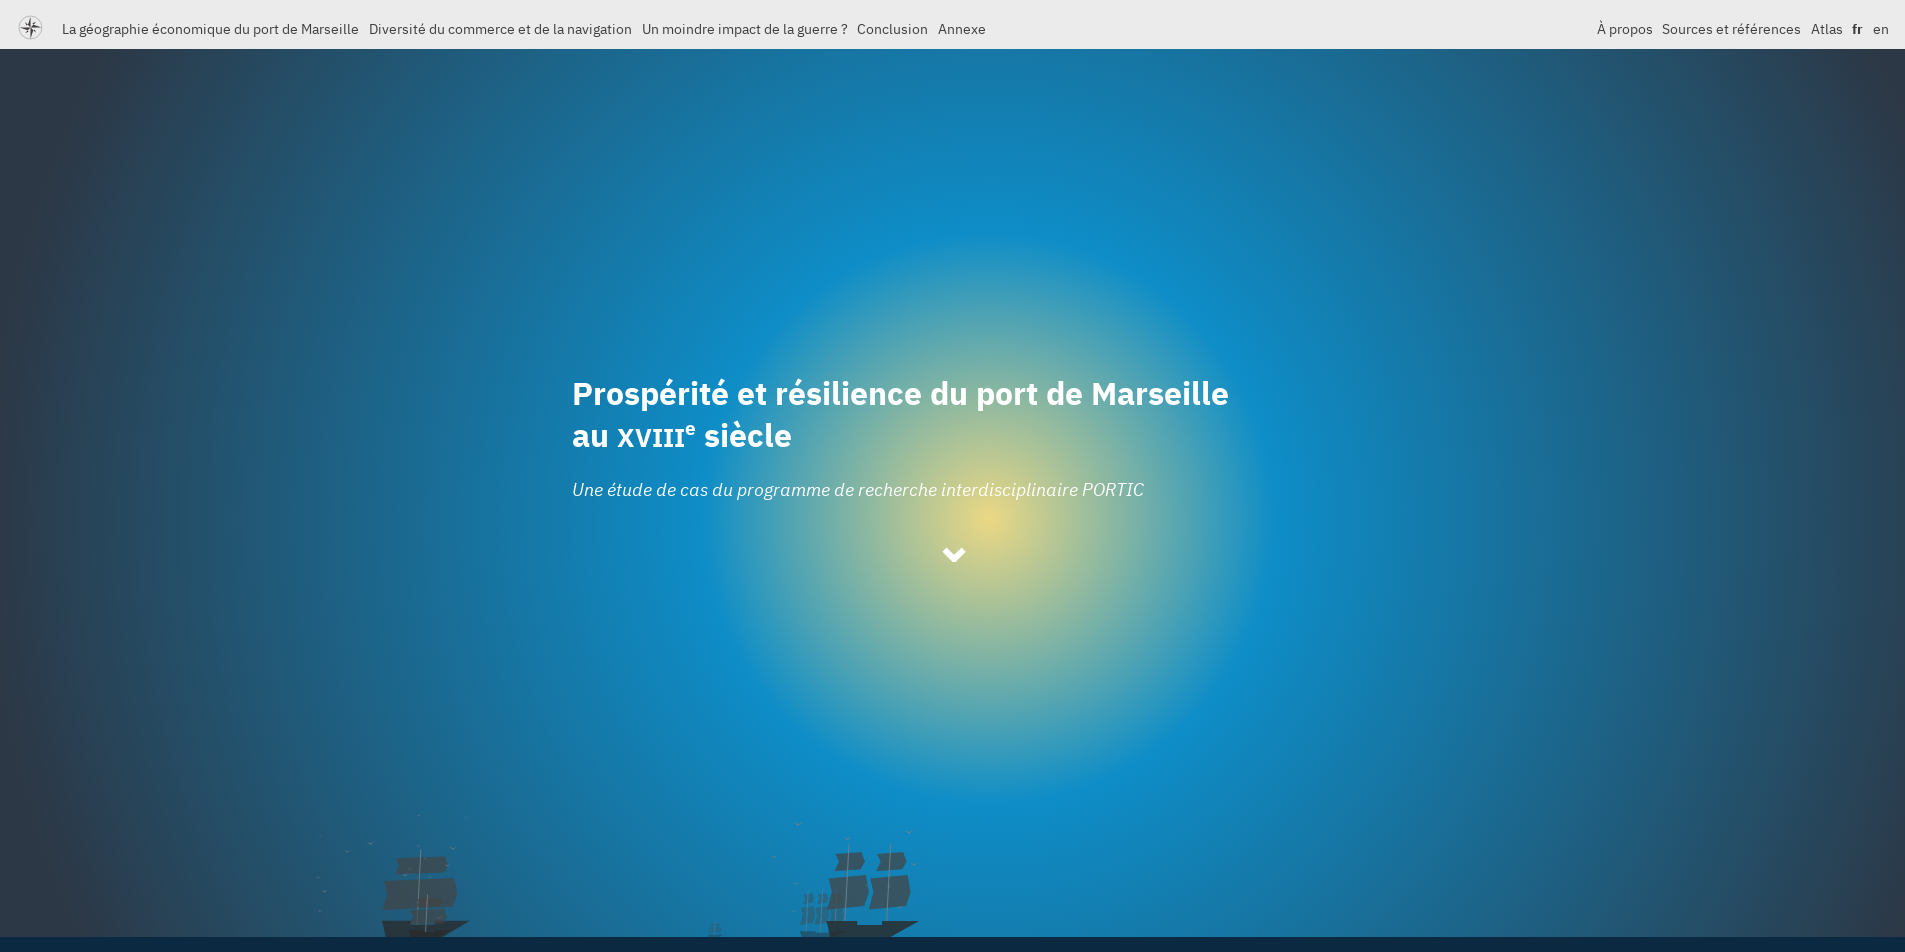 La géographie économique du port de Marseille Diversité du commerce et de la navigation Un moindre impact de la guerre ? Conclusion Annexe À propos Sources et références Atlas fr en
Prospérité et résilience du port de Marseille
au XVIIIe siècle
Une étude de cas du programme de recherche interdisciplinaire PORTIC